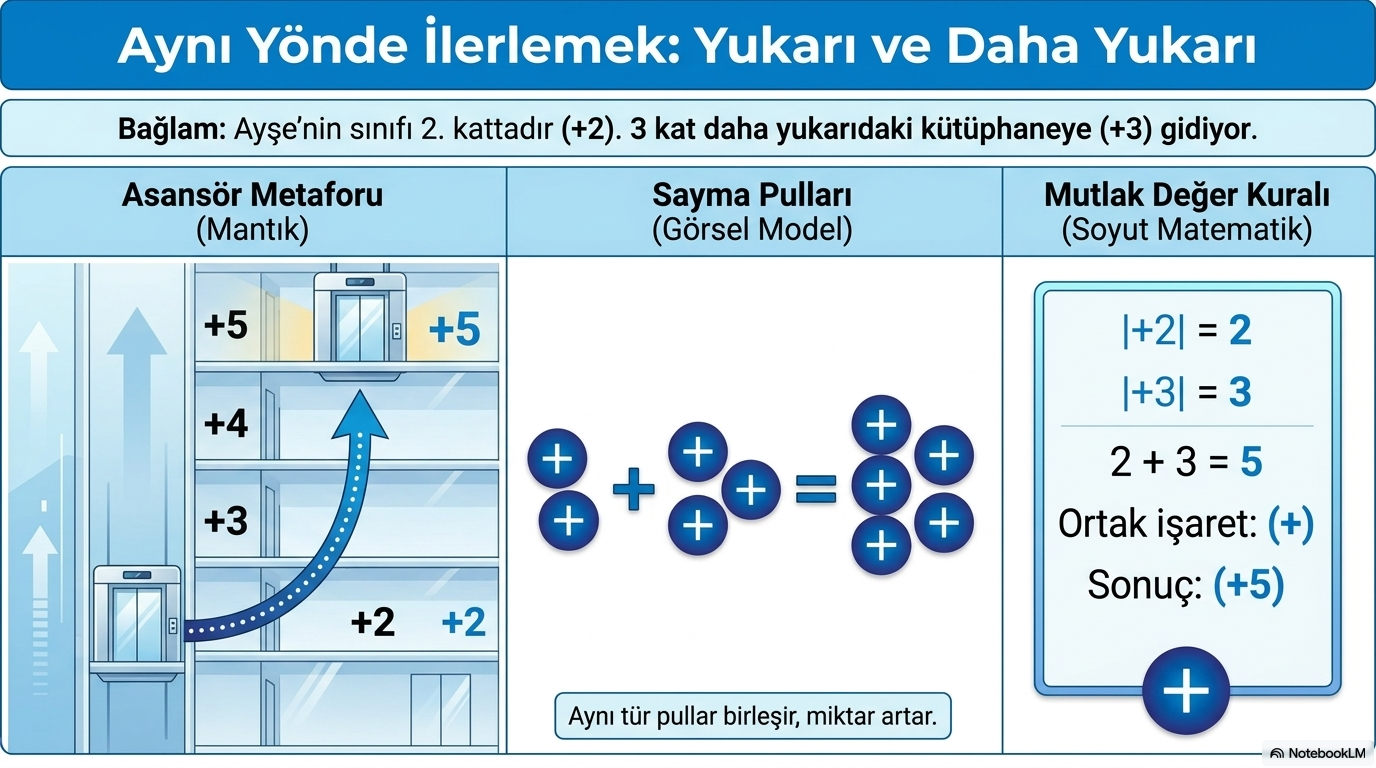 Aynı Yönde İlerlemek: Yukarı ve Daha Yukarı
Bağlam: Ayşe’nin sınıfı 2. kattadır (+2). 3 kat daha yukarıdaki kütüphaneye (+3) gidiyor.
Asansör Metaforu
(Mantık)
+5
+5
+4
+3
+2
+2
Sayma Pulları
(Görsel Model)
+ + + + + + = + + + + +
Aynı tür pullar birleşir, miktar artar.
Mutlak Değer Kuralı
(Soyut Matematik)
|+2| = 2
|+3| = 3
2 + 3 = 5
Ortak işaret: (+)
Sonuç: (+5)
+
NotebookLM